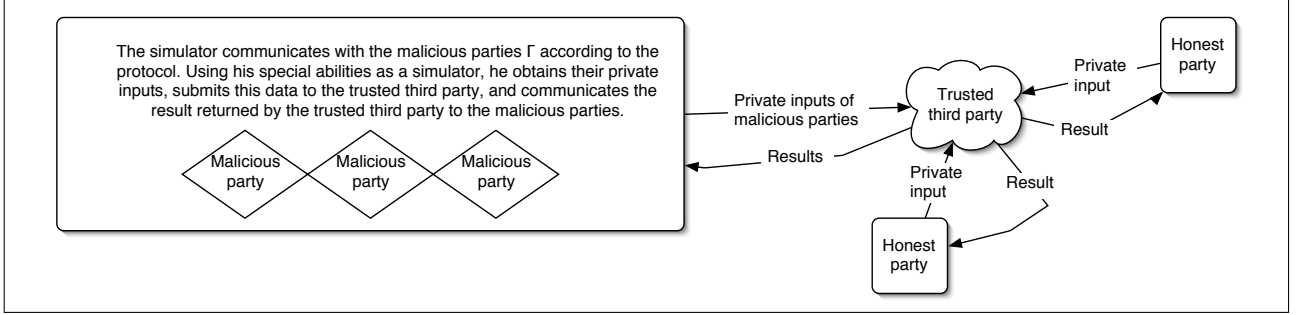 The simulator communicates with the malicious parties Γ according to the
protocol. Using his special abilities as a simulator, he obtains their private
inputs, submits this data to the trusted third party, and communicates the
result returned by the trusted third party to the malicious parties.
Malicious
party
Malicious
party
Malicious
party
Private inputs of
malicious parties
Results
Trusted
third party
Private
input
Result
Honest
party
Private
input
Result
Honest
party